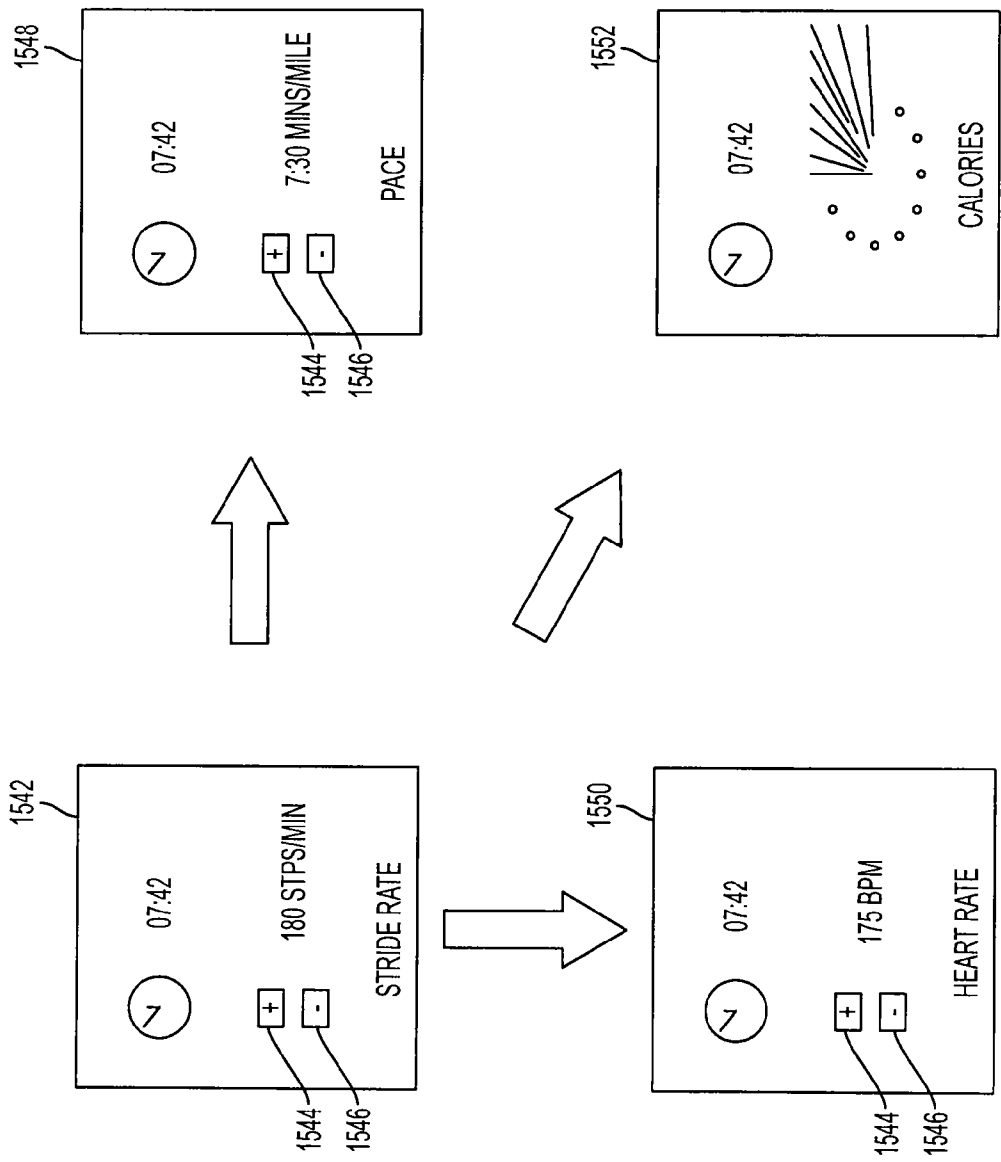 1542
07:42
+
180 STPS/MIN
-
STRIDE RATE
1544
1546
1548
07:42
+
7:30 MINS/MILE
-
PACE
1544
1546
1550
07:42
+
175 BPM
-
HEART RATE
1544
1546
1552
07:42
CALORIES